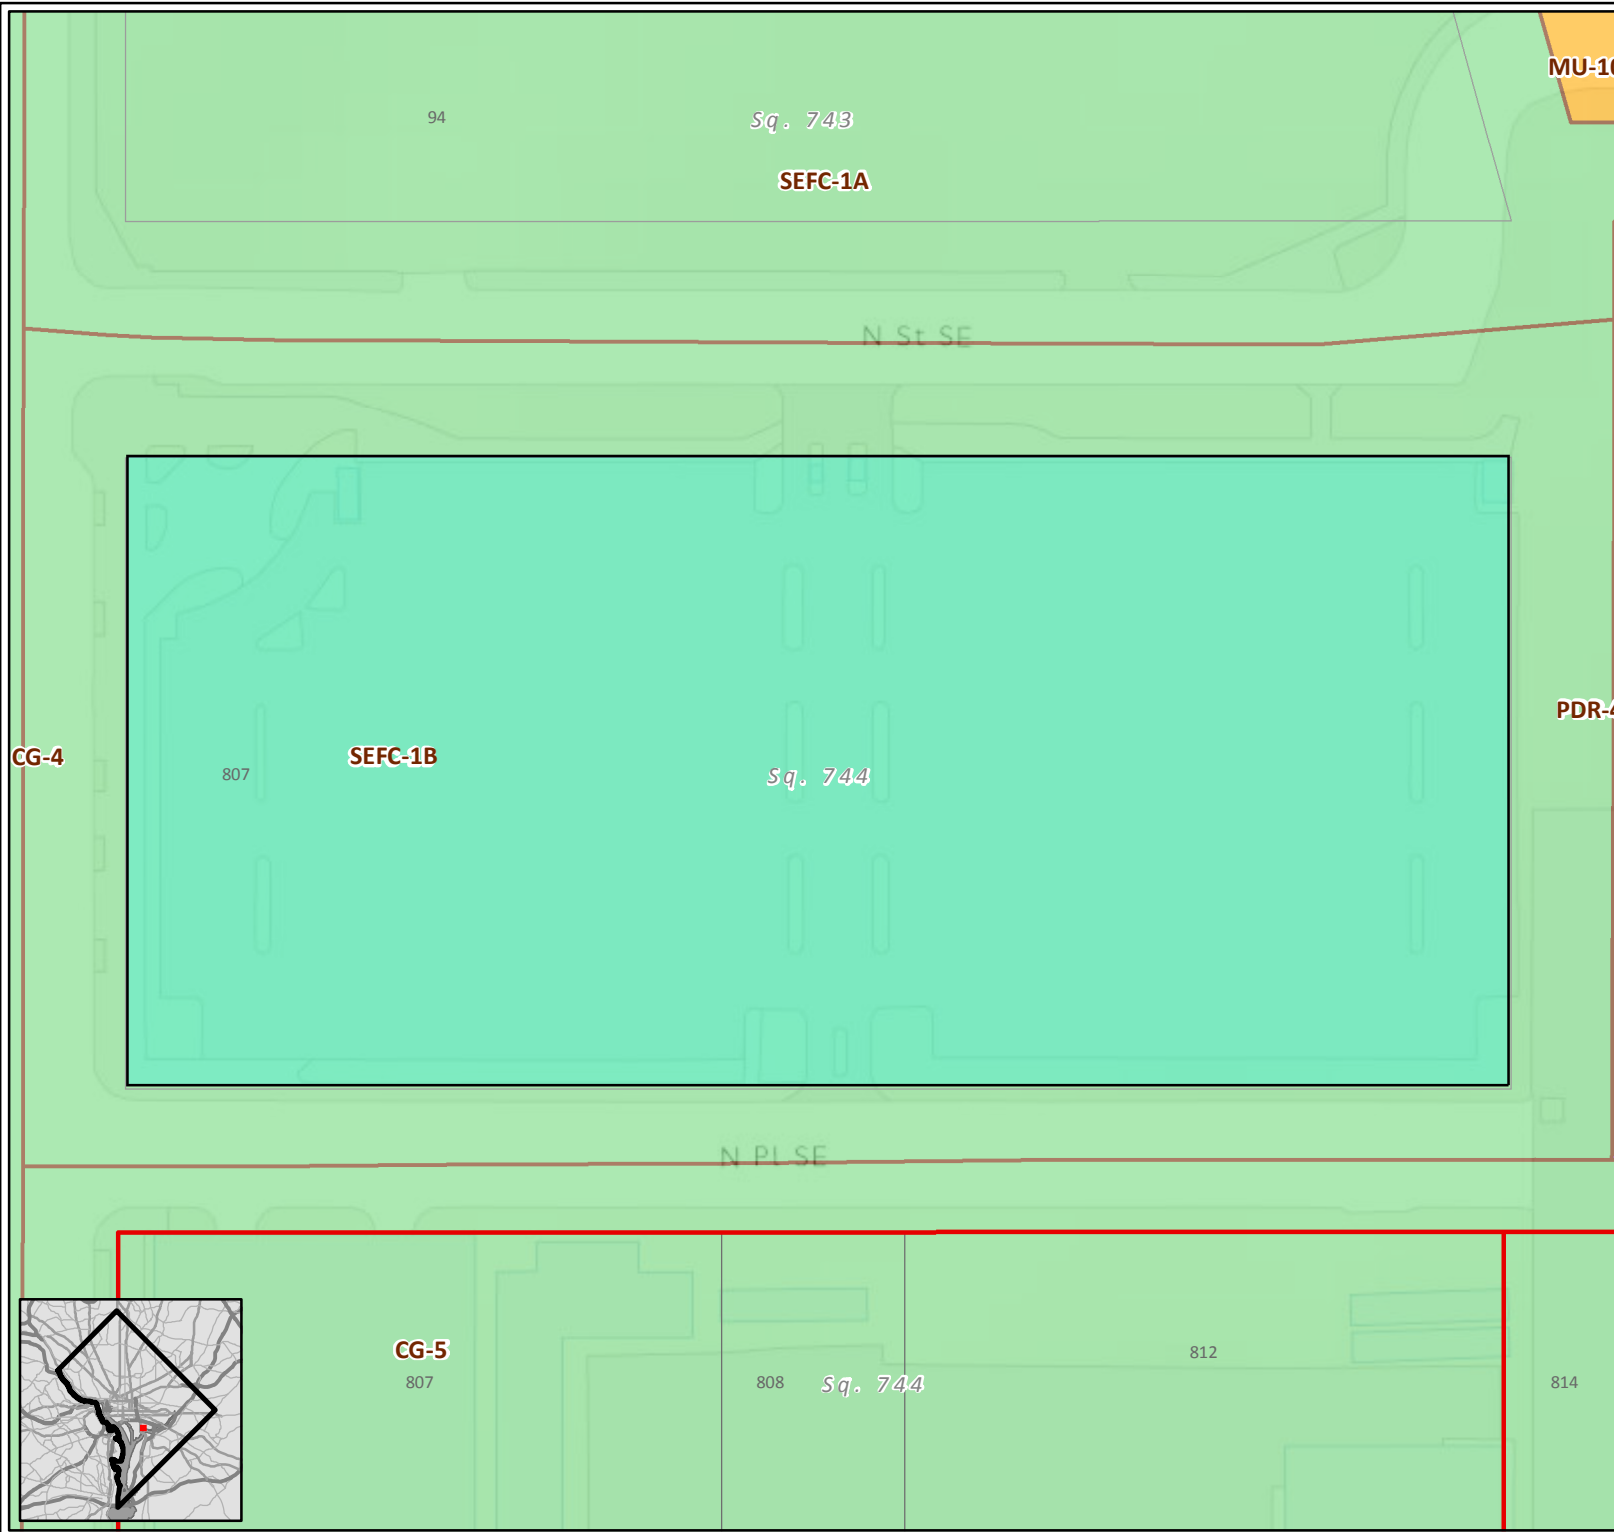 MU-10
94
Sq. 743
SEFC-1A
N St SE
PDR-4
CG-4
SEFC-1B
807
Sq. 744
N Pl SE
CG-5
807
808
Sq. 744
812
814